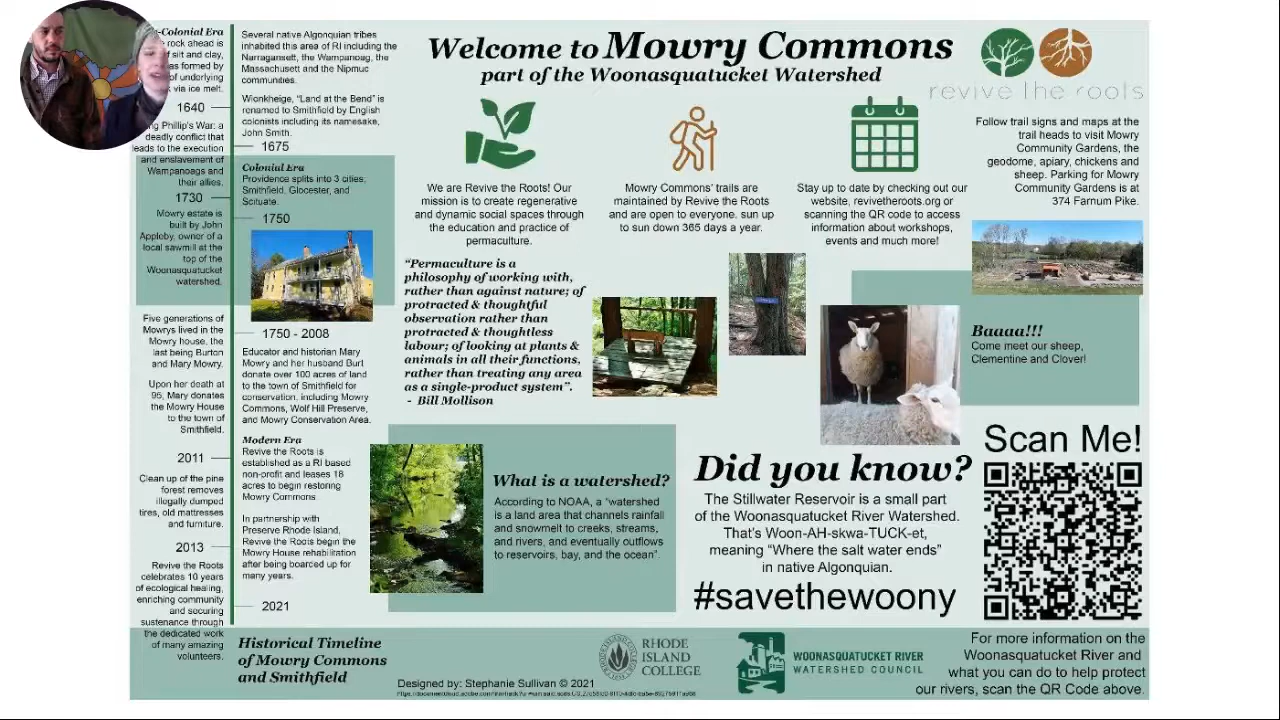 -Colonial Era
rock ahead is
of silt and clay,
as formed by
of underlying
via ice melt.
1640
ng Phillip's War: a
deadly conflict that
leads to the execution
and enslavement of
Wampanoags and
their allies.
1730
Mowry estate is
built by John
Appleby, owner of a
local sawmill at the
top of the
Woonasquatucket
watershed.
Five generations of
Mowrys lived in the
Mowry house, the
last being Burton
and Mary Mowry.
Upon her death at
95, Mary donates
the Mowry House
to the town of
Smithfield.
2011
Clean up of the pine
forest removes
illegally dumped
tires, old mattresses
and furniture.
2013
Revive the Roots
celebrates 10 years
of ecological healing,
enriching community
and securing
sustenance through
the dedicated work
of many amazing
volunteers.
Several native Algonquian tribes
inhabited this area of RI including the
Narragansett, the Wampanoag, the
Massachusett and the Nipmuc
communities.
Wionkheige, "Land at the Bend" is
renamed to Smithfield by English
colonists including its namesake,
John Smith.
1675
Colonial Era
Providence splits into 3 cities,
Smithfield, Glocester, and
Scituate.
1750
1750 - 2008
Educator and historian Mary
Mowry and her husband Burt
donate over 100 acres of land
to the town of Smithfield for
conservation, including Mowry
Commons, Wolf Hill Preserve,
and Mowry Conservation Area.
Modern Era
Revive the Roots is
established as a RI based
non-profit and leases 18
acres to begin restoring
Mowry Commons.
In partnership with
Preserve Rhode Island,
Revive the Roots begin the
Mowry House rehabilitation
after being boarded up for
many years.
2021
Historical Timeline
of Mowry Commons
and Smithfield
Welcome to Mowry Commons
part of the Woonasquatucket Watershed
revive the roots
We are Revive the Roots! Our
mission is to create regenerative
and dynamic social spaces through
the education and practice of
permaculture.
Mowry Commons' trails are
maintained by Revive the Roots
and are open to everyone, sun up
to sun down 365 days a year.
Stay up to date by checking out our
website, revivetheroots.org or
scanning the QR code to access
information about workshops,
events and much more!
Follow trail signs and maps at the
trail heads to visit Mowry
Community Gardens, the
geodome, apiary, chickens and
sheep. Parking for Mowry
Community Gardens is at
374 Farnum Pike.
"Permaculture is a
philosophy of working with,
rather than against nature; of
protracted & thoughtful
observation rather than
protracted & thoughtless
labour; of looking at plants &
animals in all their functions,
rather than treating any area
as a single-product system".
- Bill Mollison
Baaaa!!!
Come meet our sheep,
Clementine and Clover!
What is a watershed?
According to NOAA, a "watershed
is a land area that channels rainfall
and snowmelt to creeks, streams,
and rivers, and eventually outflows
to reservoirs, bay, and the ocean".
Did you know?
The Stillwater Reservoir is a small part
of the Woonasquatucket River Watershed.
That's Woon-AH-skwa-TUCK-et,
meaning "Where the salt water ends"
in native Algonquian.
#savethewoony
Scan Me!
Designed by: Stephanie Sullivan © 2021
RHODE
ISLAND
COLLEGE
WOONASQUATUCKET RIVER
WATERSHED COUNCIL
For more information on the
Woonasquatucket River and
what you can do to help protect
our rivers, scan the QR Code above.